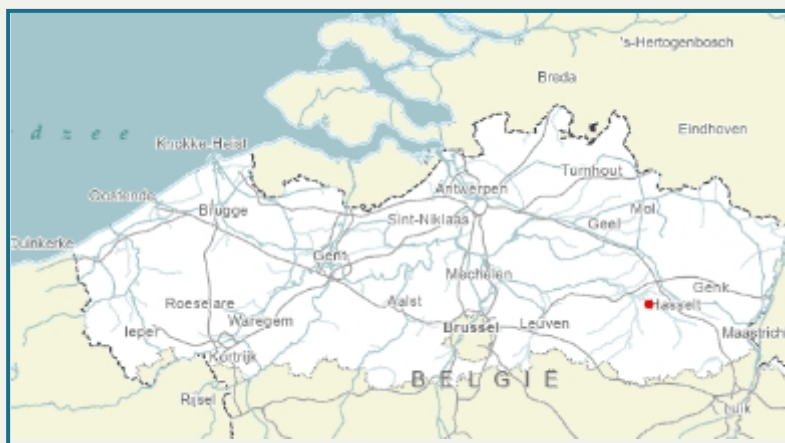 's-Hertogenbosch
Breda
d z e e
Eindhoven
Knokke-Heist
Turnhout
Antwerpen
Oostende
Mol
Brugge
Sint-Niklaas
Geel
Duinkerke
Gent
Mechelen
Genk
Aalst
Roeselare
Hasselt
Waregem
Brussel
Leuven
Ieper
Maastrich
Kortrijk
BELGIË
Rijsel
Luik